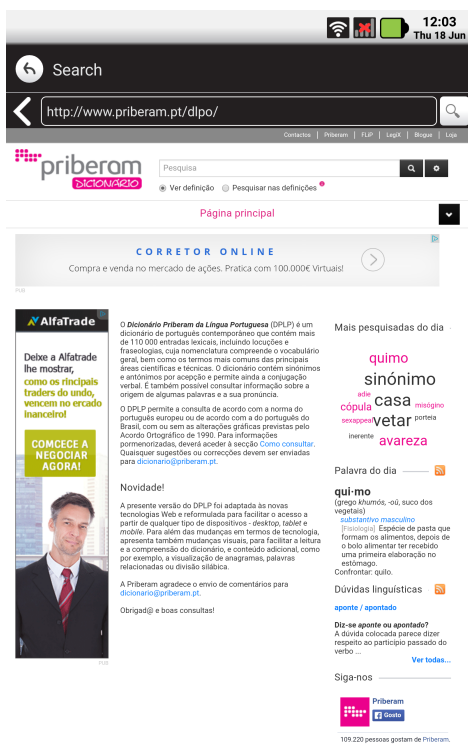 12:03
Thu 18 Jun
Search
http://www.priberam.pt/dlpo/
Contactos | Priberam | FLiP | LegiX | Blogue | Loja
priberam
DICIONÁRIO
Pesquisa
Ver definição Pesquisar nas definições
Página principal
CORRETOR ONLINE
Compra e venda no mercado de ações. Pratica com 100.000€ Virtuais!
PUB
AlfaTrade
Deixe a Alfatrade
lhe mostrar,
como os rincipais
traders do undo,
vencem no ercado
inanceiro!
COMCECE A
NEGOCIAR
AGORA!
PUB
O Dicionário Priberam da Língua Portuguesa (DPLP) é um
dicionário de português contemporâneo que contém mais
de 110 000 entradas lexicais, incluindo locuções e
fraseologias, cuja nomenclatura compreende o vocabulário
geral, bem como os termos mais comuns das principais
áreas científicas e técnicas. O dicionário contém sinónimos
e antónimos por acepção e permite ainda a conjugação
verbal. É também possível consultar informação sobre a
origem de algumas palavras e a sua pronúncia.
O DPLP permite a consulta de acordo com a norma do
português europeu ou de acordo com a do português do
Brasil, com ou sem as alterações gráficas previstas pelo
Acordo Ortográfico de 1990. Para informações
pormenorizadas, deverá aceder à secção Como consultar.
Quaisquer sugestões ou correcções devem ser enviadas
para dicionario@priberam.pt.
Novidade!
A presente versão do DPLP foi adaptada às novas
tecnologias Web e reformulada para facilitar o acesso a
partir de qualquer tipo de dispositivos - desktop, tablet e
mobile. Para além das mudanças em termos de tecnologia,
apresenta também mudanças visuais, para facilitar a leitura
e a compreensão do dicionário, e conteúdo adicional, como
por exemplo, a visualização de anagramas, palavras
relacionadas ou divisão silábica.
A Priberam agradece o envio de comentários para
dicionario@priberam.pt.
Obrigad@ e boas consultas!
Mais pesquisadas do dia
quimo
sinónimo
adie
cópula casa misógino
sexappeal vetar porteia
inerente avareza
Palavra do dia
qui·mo
(grego khumós, -oú, suco dos
vegetais)
substantivo masculino
[Fisiologia] Espécie de pasta que
formam os alimentos, depois de
o bolo alimentar ter recebido
uma primeira elaboração no
estômago.
Confrontar: quilo.
Dúvidas linguísticas
aponte / apontado
Diz-se aponte ou apontado?
A dúvida colocada parece dizer
respeito ao particípio passado do
verbo ...
Ver todas...
Siga-nos
Priberam
Gosto
109.220 pessoas gostam de Priberam.